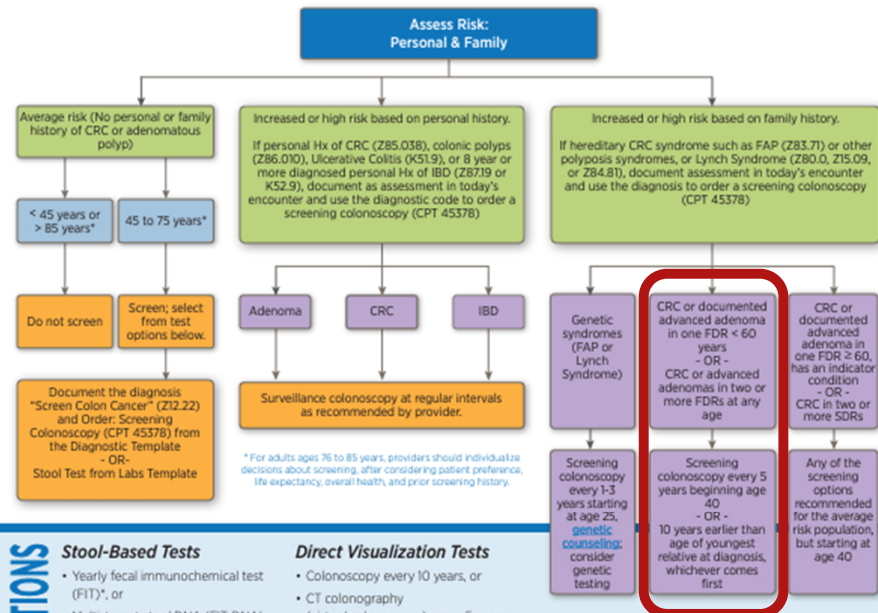 Assess Risk:
Personal & Family
Average risk (No personal or family
history of CRC or adenomatous
polyp)
< 45 years or
> 85 years*
45 to 75 years*
Do not screen
Screen; select
from test
options below.
Document the diagnosis
"Screen Colon Cancer" (Z12.22)
and Order: Screening
Colonoscopy (CPT 45378) from
the Diagnostic Template
- OR-
Stool Test from Labs Template
Increased or high risk based on personal history.
If personal Hx of CRC (Z85.038), colonic polyps
(Z86.010), Ulcerative Colitis (K51.9), or 8 year or
more diagnosed personal Hx of IBD (Z87.19 or
K52.9), document as assessment in today's
encounter and use the diagnostic code to order a
screening colonoscopy (CPT 45378)
Adenoma
CRC
IBD
Surveillance colonoscopy at regular intervals
as recommended by provider.
* For adults ages 76 to 85 years, providers should individualize
decisions about screening, after considering patient preference,
life expectancy, overall health, and prior screening history.
Increased or high risk based on family history.
If hereditary CRC syndrome such as FAP (Z83.71) or other
polyposis syndromes, or Lynch Syndrome (Z80.0, Z15.09,
or Z84.81), document assessment in today's encounter
and use the diagnosis to order a screening colonoscopy
(CPT 45378)
Genetic
syndromes
(FAP or
Lynch
Syndrome)
Screening
colonoscopy
every 1-3
years starting
at age 25,
genetic
counseling;
consider
genetic
testing
CRC or documented
advanced adenoma
in one FDR < 60
years
- OR -
CRC or advanced
adenomas in two or
more FDRs at any
age
Screening
colonoscopy every 5
years beginning age
40
- OR -
10 years earlier than
age of youngest
relative at diagnosis,
whichever comes
first
CRC or
documented
advanced
adenoma in
one FDR ≥ 60,
has an indicator
condition
- OR -
CRC in two or
more SDRs
Any of the
screening
options
recommended
for the average
risk population,
but starting at
age 40
TIONS
Stool-Based Tests
• Yearly fecal immunochemical test
(FIT)*, or
Direct Visualization Tests
• Colonoscopy every 10 years, or
• CT colonography